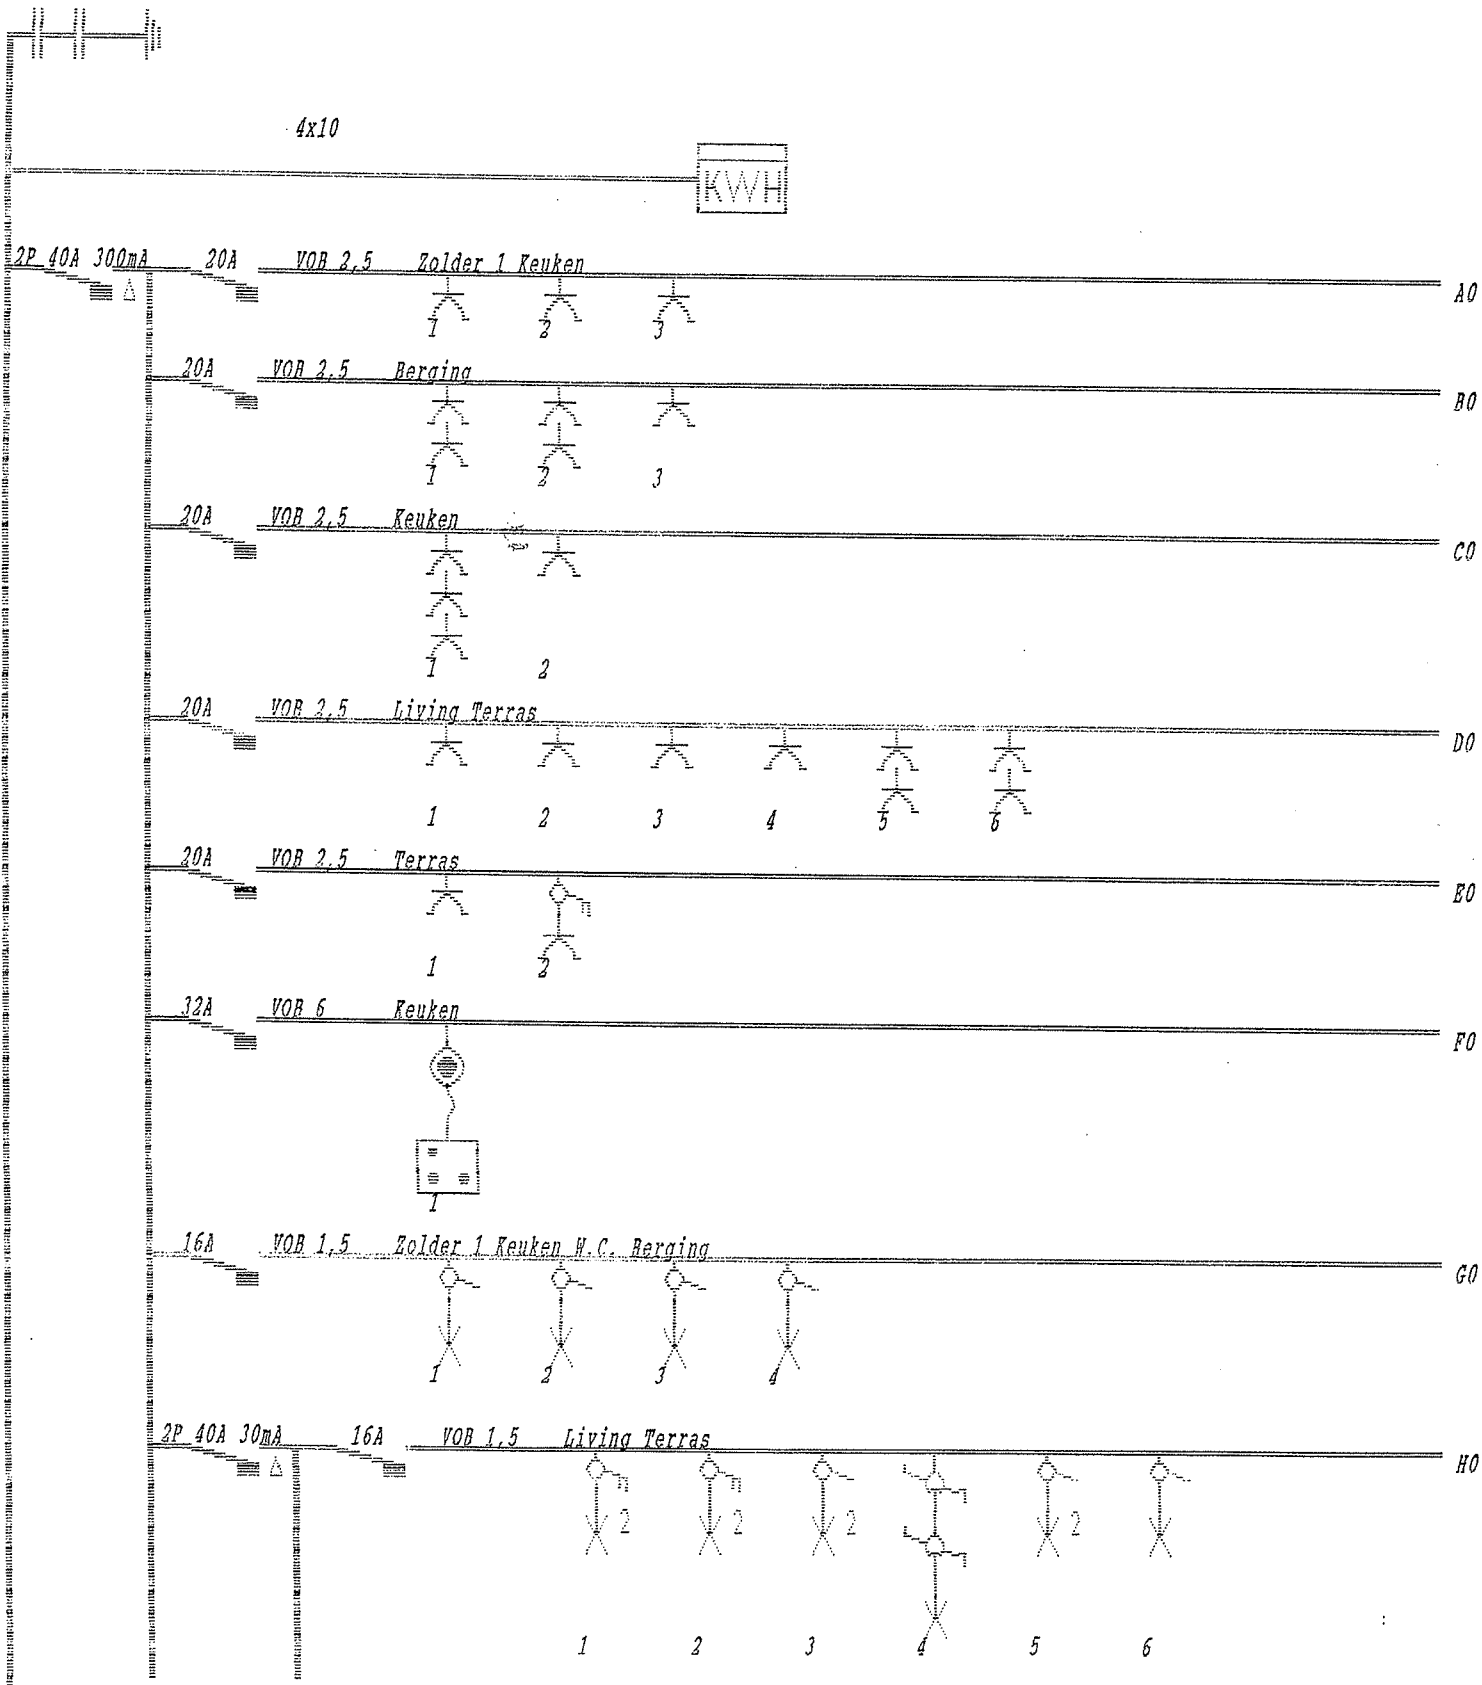 4x10
KWH
2P 40A 300mA 20A VOB 2,5 Zolder 1 Keuken
A0
1 2 3
20A VOB 2,5 Berging
B0
1 2 3
20A VOB 2,5 Keuken
C0
1 2
20A VOB 2,5 Living Terras
D0
1 2 3 4 5 6
20A VOB 2,5 Terras
E0
1 2
32A VOB 6 Keuken
F0
1
16A VOB 1,5 Zolder 1 Keuken W.C. Berging
G0
1 2 3 4
2P 40A 30mA 16A VOB 1,5 Living Terras
H0
2 2 2 2
1 2 3 4 5 6